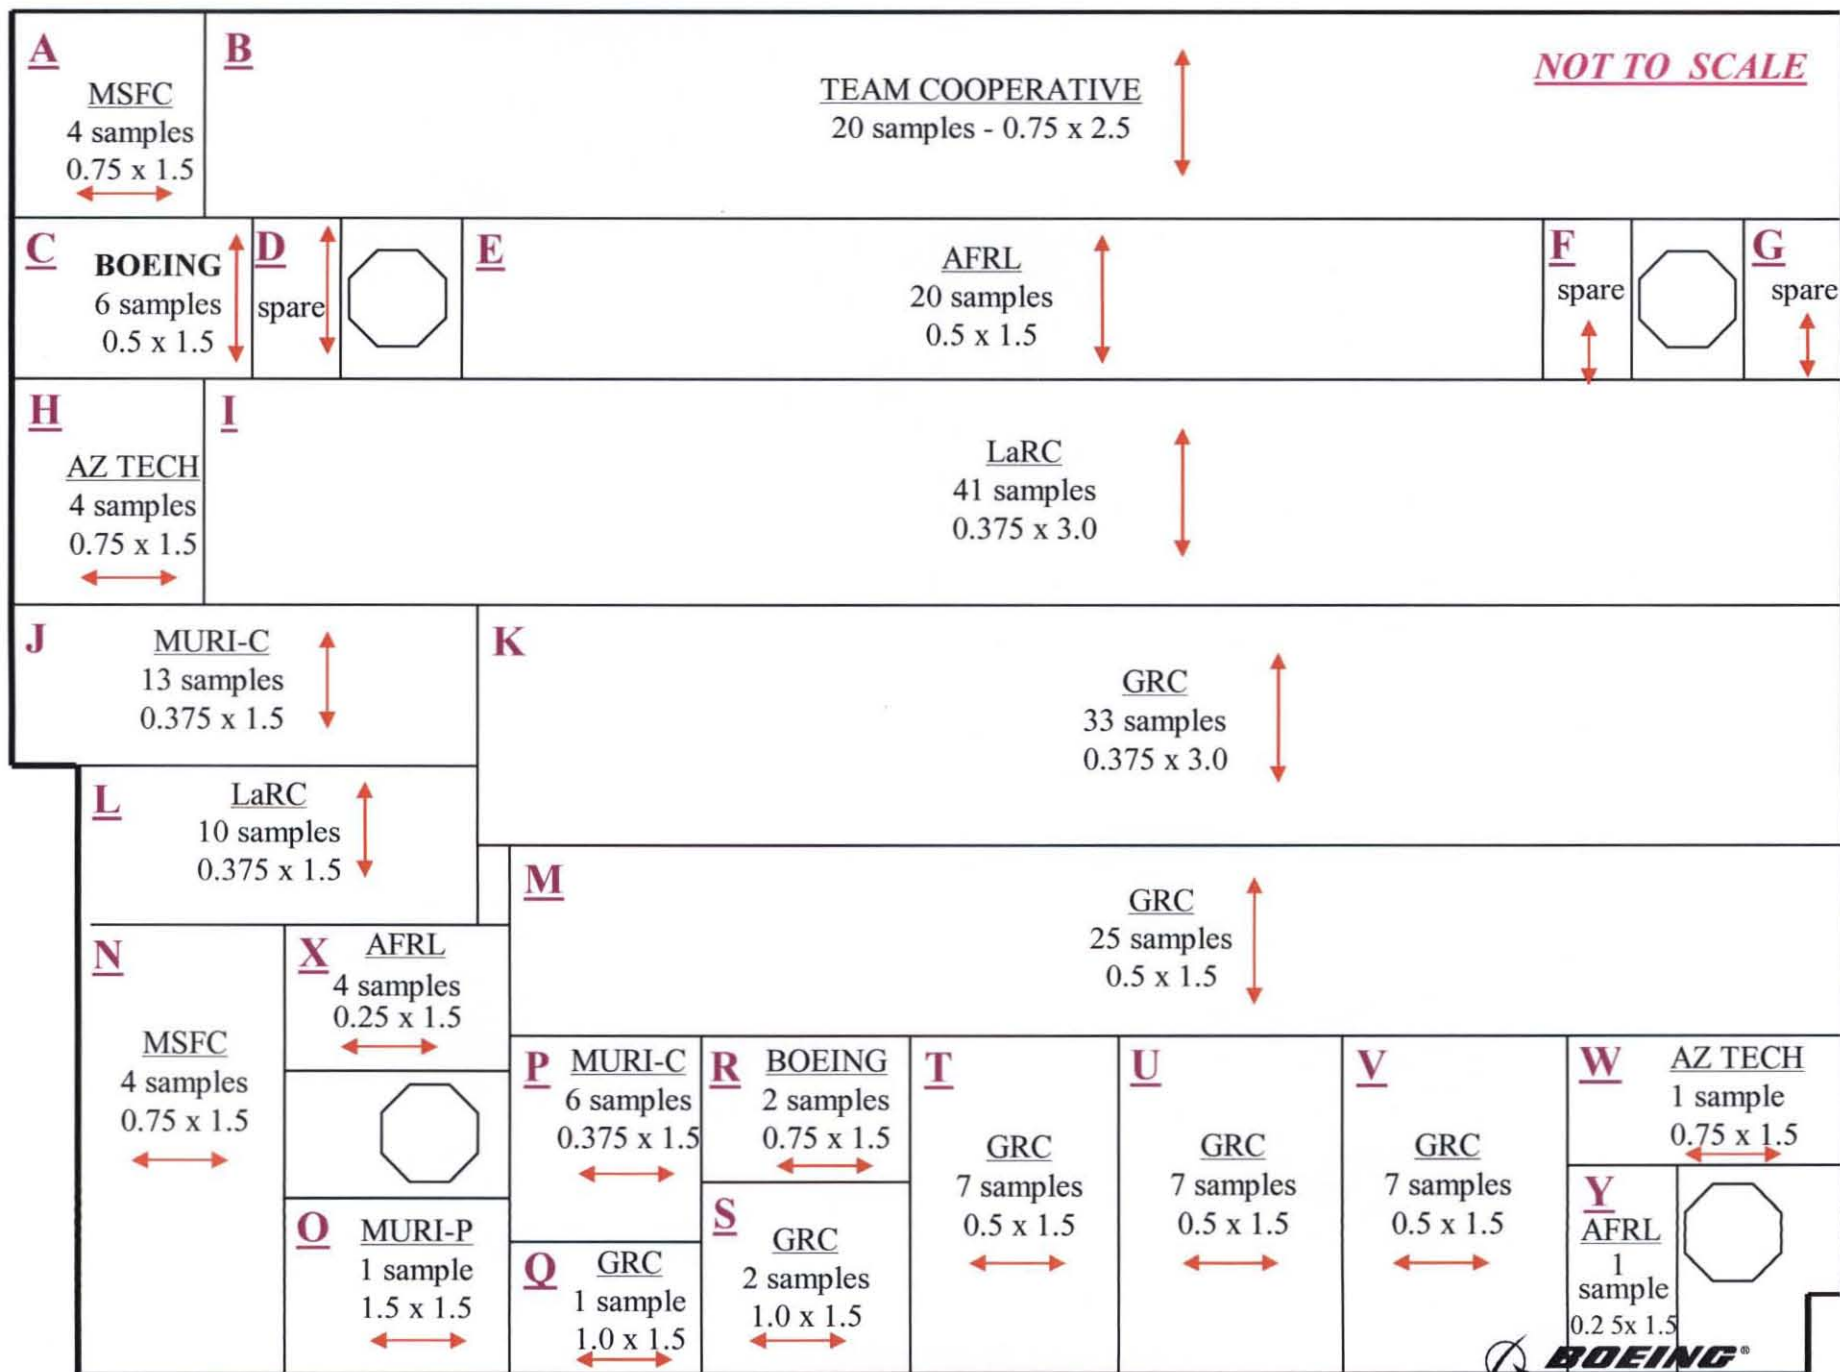 A
MSFC
4 samples
0.75 x 1.5
B
TEAM COOPERATIVE
20 samples - 0.75 x 2.5
NOT TO SCALE
C
BOEING
6 samples
0.5 x 1.5
D
spare
E
AFRL
20 samples
0.5 x 1.5
F
spare
G
spare
H
AZ TECH
4 samples
0.75 x 1.5
I
LaRC
41 samples
0.375 x 3.0
J
MURI-C
13 samples
0.375 x 1.5
K
GRC
33 samples
0.375 x 3.0
L
LaRC
10 samples
0.375 x 1.5
M
GRC
25 samples
0.5 x 1.5
N
MSFC
4 samples
0.75 x 1.5
X
AFRL
4 samples
0.25 x 1.5
O
MURI-P
1 sample
1.5 x 1.5
P
MURI-C
6 samples
0.375 x 1.5
Q
GRC
1 sample
1.0 x 1.5
R
BOEING
2 samples
0.75 x 1.5
S
GRC
2 samples
1.0 x 1.5
T
GRC
7 samples
0.5 x 1.5
U
GRC
7 samples
0.5 x 1.5
V
GRC
7 samples
0.5 x 1.5
W
AZ TECH
1 sample
0.75 x 1.5
Y
AFRL
1
sample
0.2 5x 1.5
BOEING®